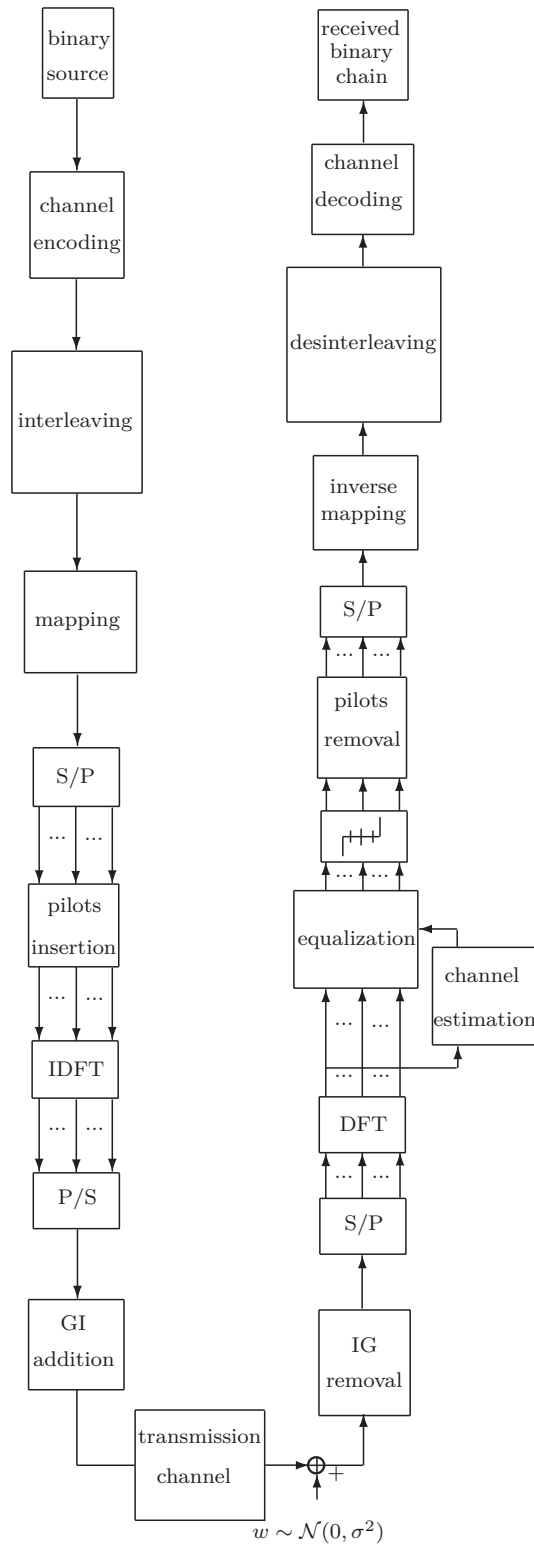 binary
source
channel
encoding
interleaving
mapping
S/P
... ...
pilots
insertion
... ...
IDFT
... ...
P/S
GI
addition
transmission
channel
+
w ∼ N(0, σ²)
IG
removal
S/P
... ...
DFT
... ...
... ...
channel
estimation
equalization
... ...
pilots
removal
... ...
S/P
inverse
mapping
desinterleaving
channel
decoding
received
binary
chain